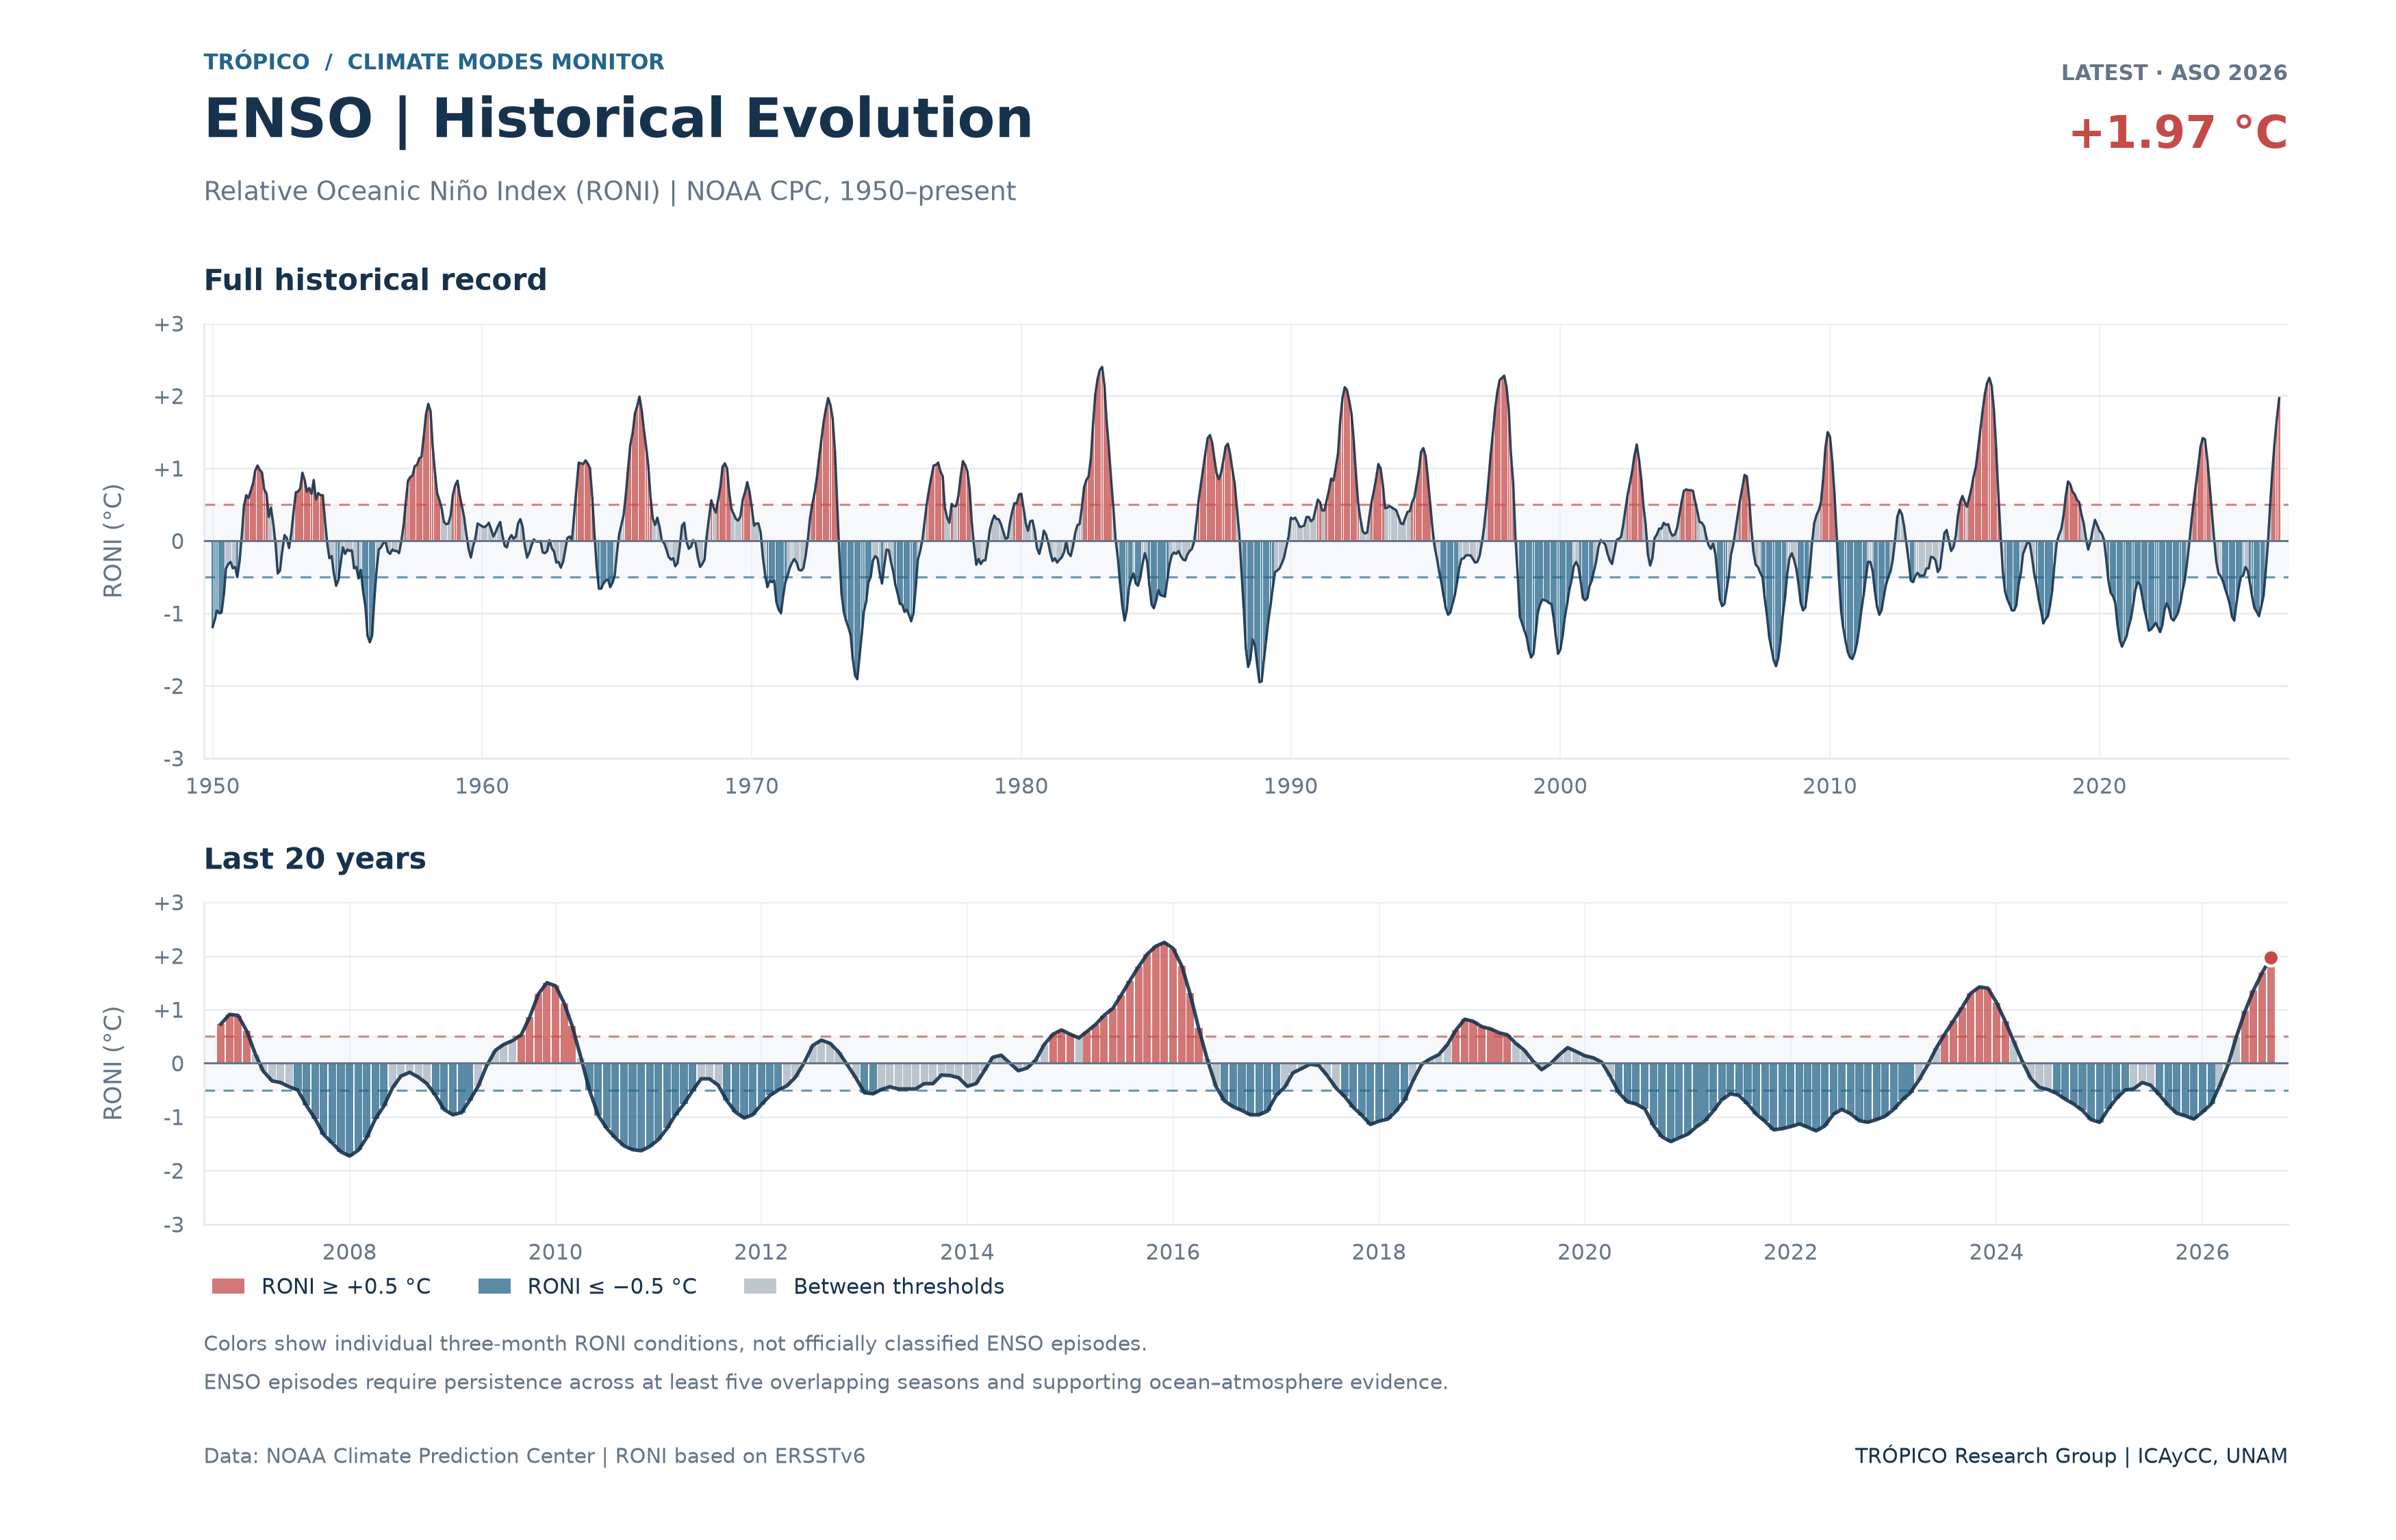 TRÓPICO / CLIMATE MODES MONITOR
LATEST · ASO 2026
ENSO | Historical Evolution
+1.97 °C
Relative Oceanic Niño Index (RONI) | NOAA CPC, 1950–present
Full historical record
+3
+2
+1
0
-1
-2
-3
RONI (°C)
1950 1960 1970 1980 1990 2000 2010 2020
Last 20 years
+3
+2
+1
0
-1
-2
-3
RONI (°C)
2008 2010 2012 2014 2016 2018 2020 2022 2024 2026
RONI ≥ +0.5 °C RONI ≤ −0.5 °C Between thresholds
Colors show individual three-month RONI conditions, not officially classified ENSO episodes.
ENSO episodes require persistence across at least five overlapping seasons and supporting ocean–atmosphere evidence.
Data: NOAA Climate Prediction Center | RONI based on ERSSTv6
TRÓPICO Research Group | ICAyCC, UNAM